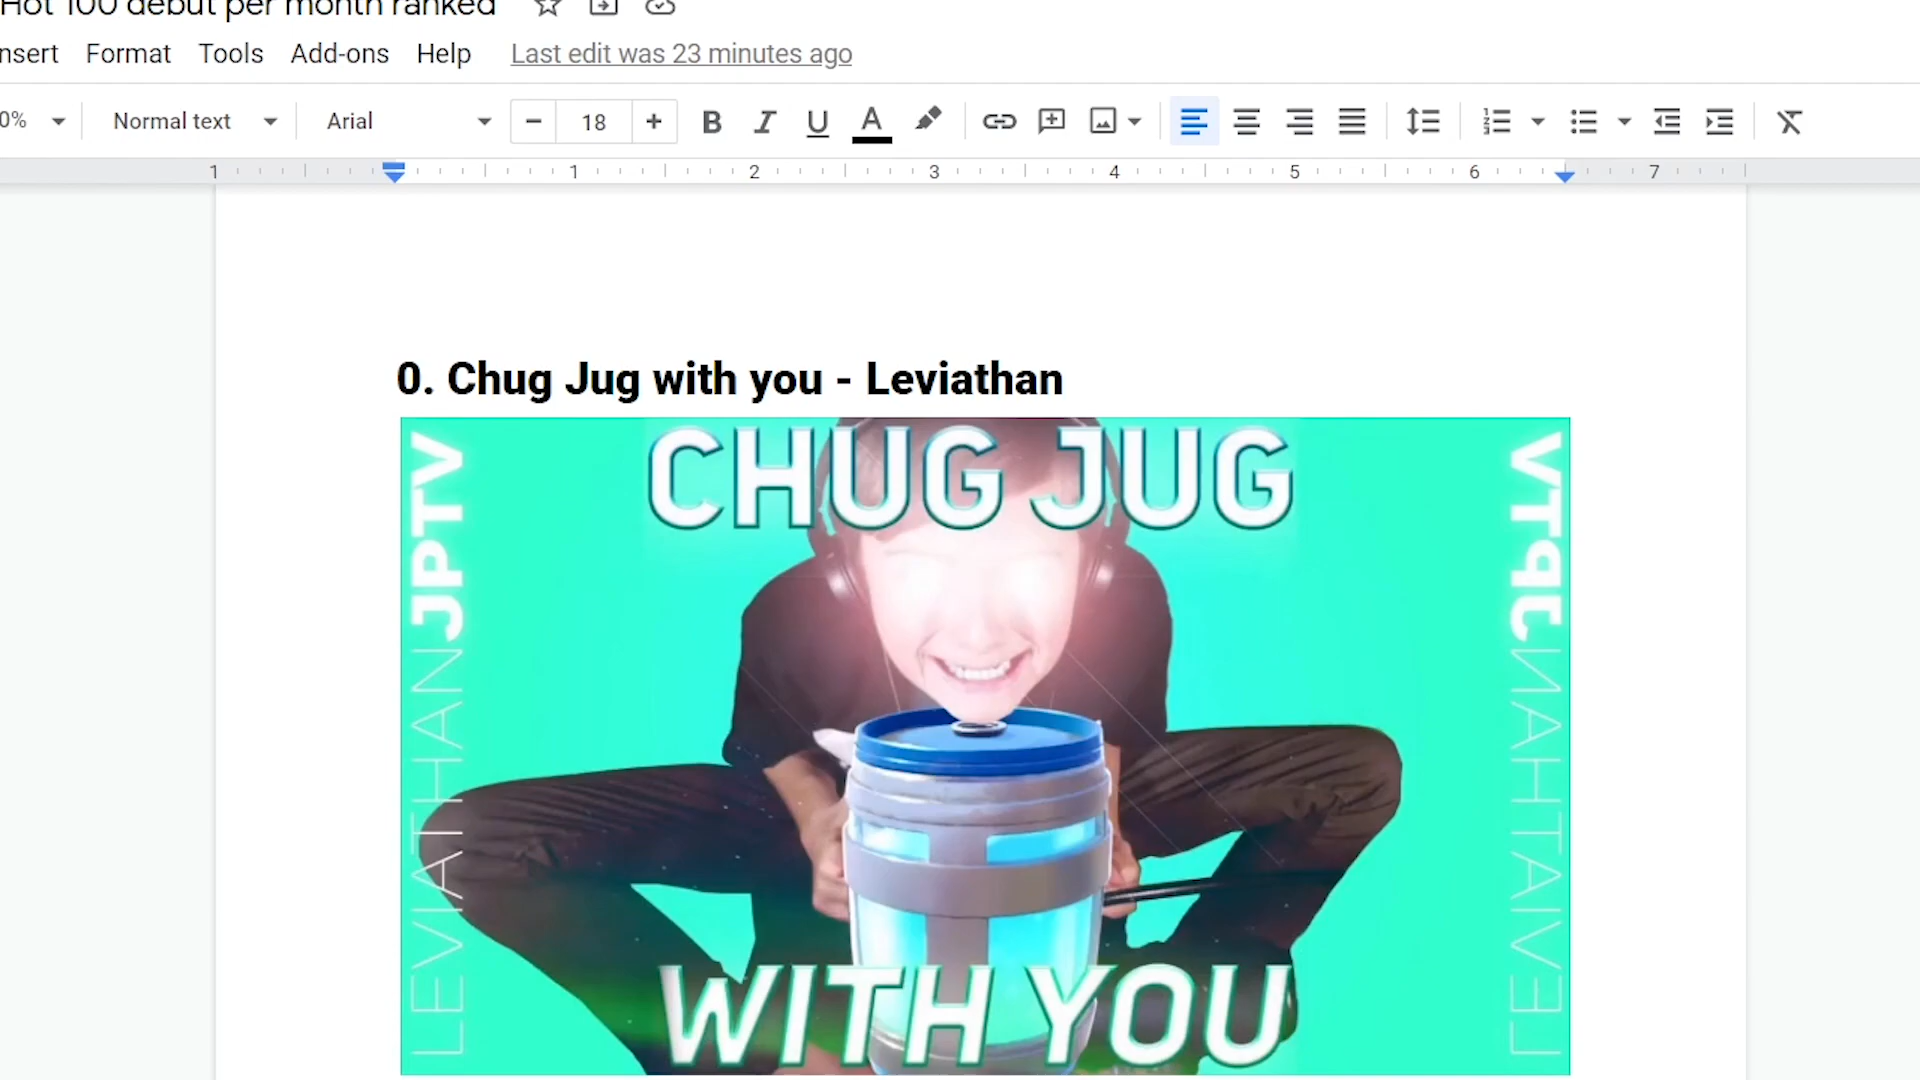 Hot 100 debut per month ranked
nsert Format Tools Add-ons Help Last edit was 23 minutes ago
0% Normal text Arial − 18 + B I U A
1 1 2 3 4 5 6 7
0. Chug Jug with you - Leviathan
CHUG JUG
WITH YOU
LEVIATHANJPTV
LEVIATHANJPTV